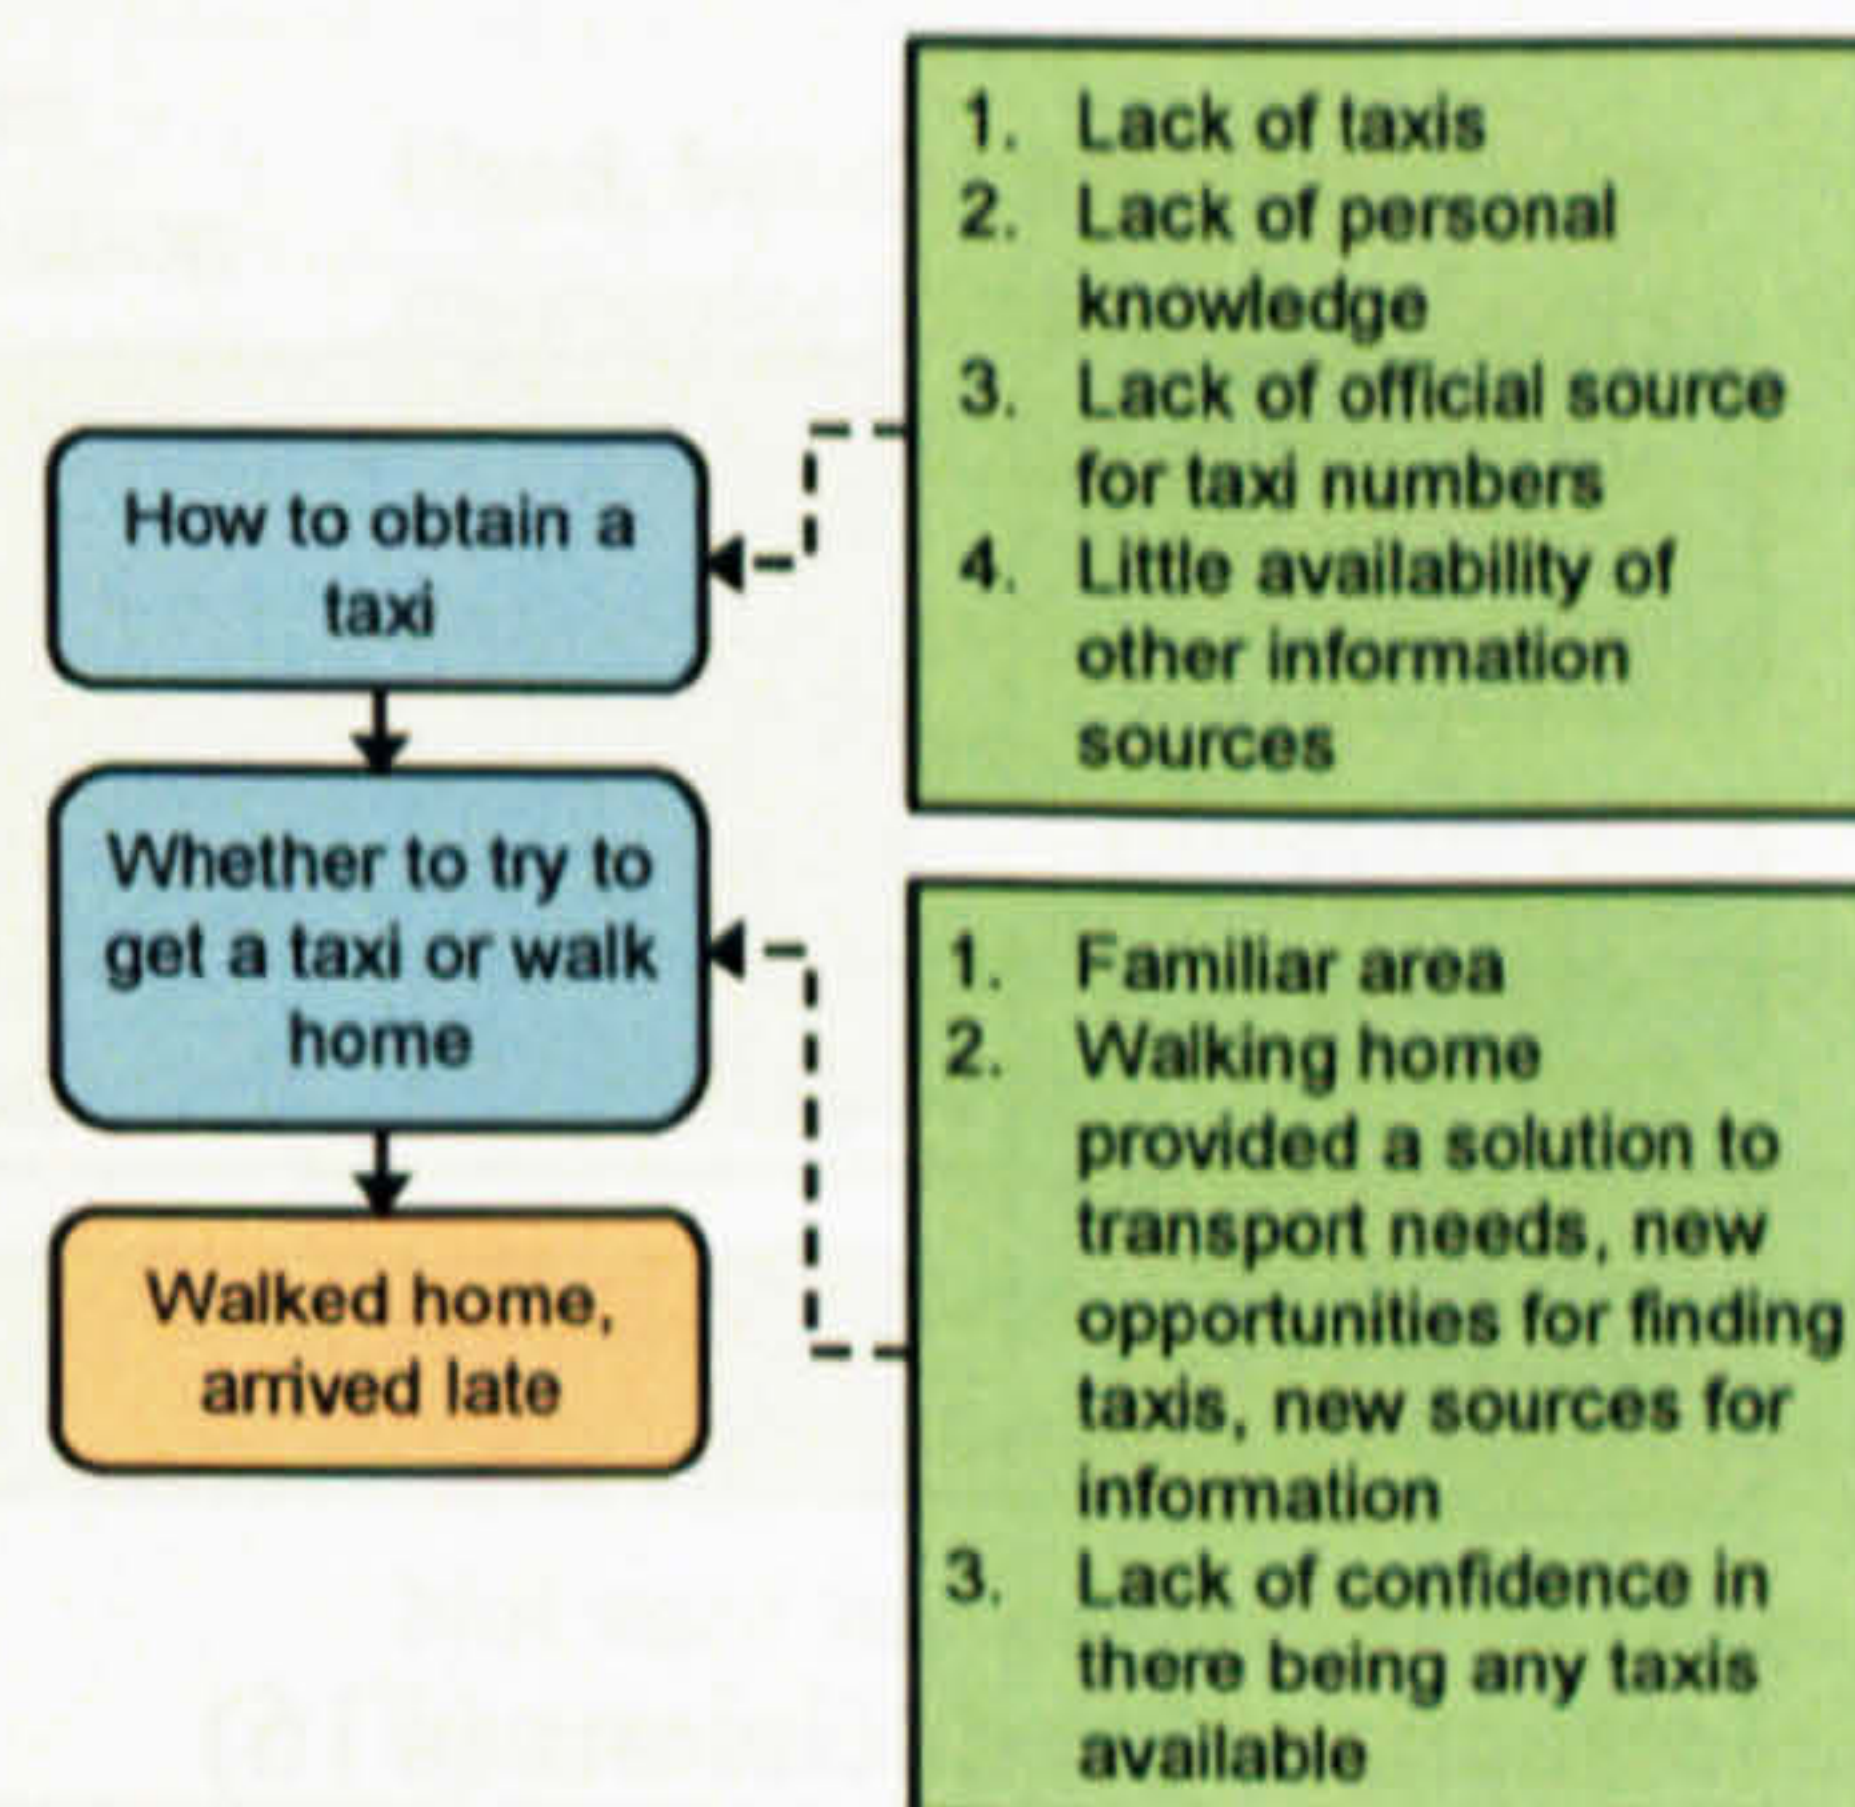 How to obtain a
taxi
Whether to try to
get a taxi or walk
home
Walked home,
arrived late
1. Lack of taxis
2. Lack of personal
knowledge
3. Lack of official source
for taxi numbers
4. Little availability of
other information
sources
1. Familiar area
2. Walking home
provided a solution to
transport needs, new
opportunities for finding
taxis, new sources for
information
3. Lack of confidence in
there being any taxis
available